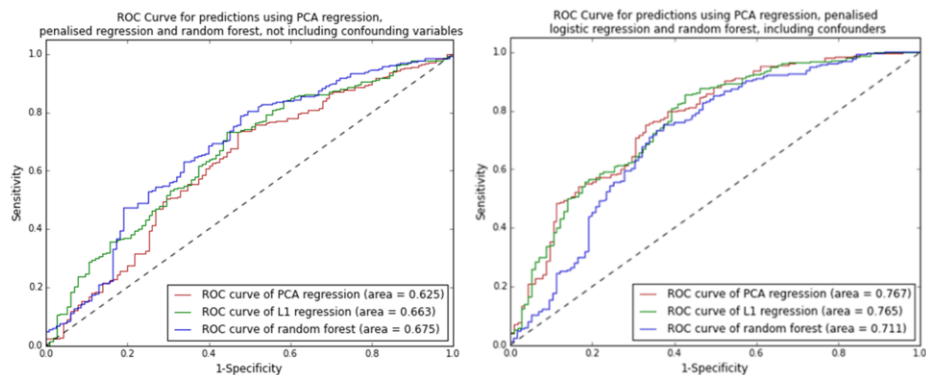 ROC Curve for predictions using PCA regression,
penalised regression and random forest, not including confounding variables
1.0
0.8
0.6
0.4
0.2
0.0
Sensitivity
0.0 0.2 0.4 0.6 0.8 1.0
1-Specificity
ROC curve of PCA regression (area = 0.625)
ROC curve of L1 regression (area = 0.663)
ROC curve of random forest (area = 0.675)
ROC Curve for predictions using PCA regression, penalised
logistic regression and random forest, including confounders
1.0
0.8
0.6
0.4
0.2
0.0
Sensitivity
0.0 0.2 0.4 0.6 0.8 1.0
1-Specificity
ROC curve of PCA regression (area = 0.767)
ROC curve of L1 regression (area = 0.765)
ROC curve of random forest (area = 0.711)